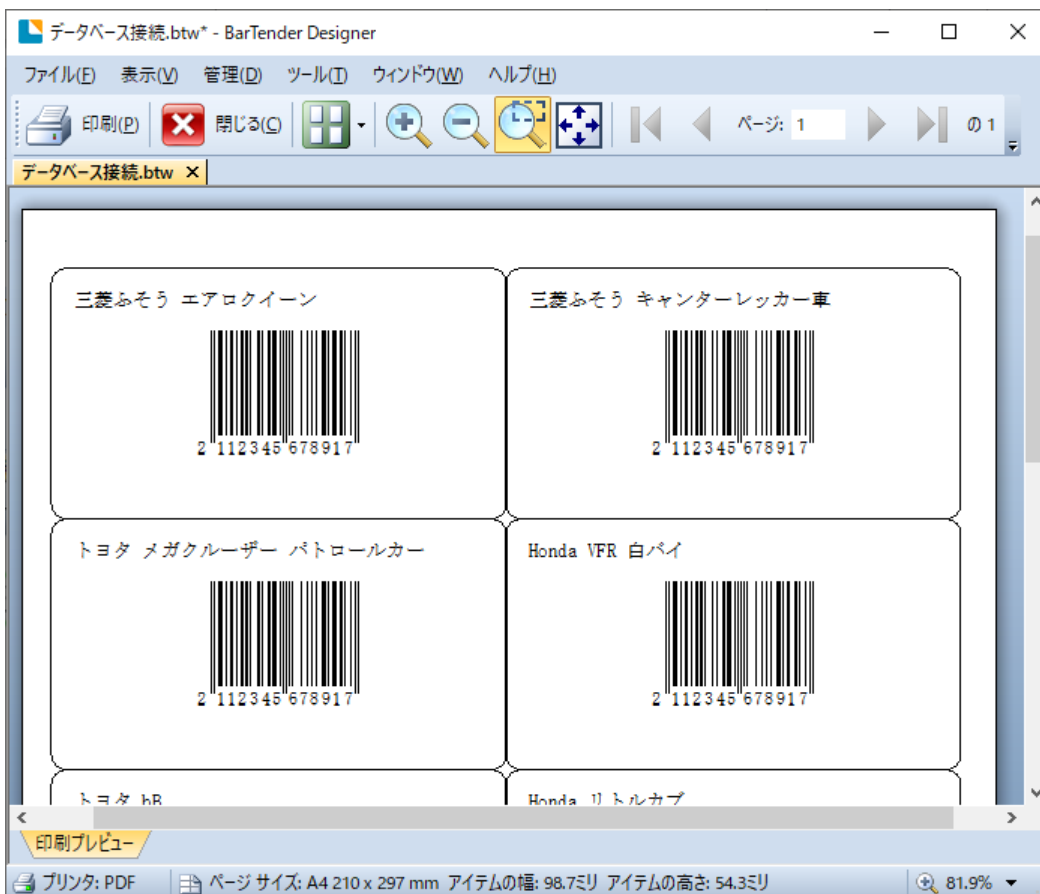 データベース接続.btw* - BarTender Designer
ファイル(F) 表示(V) 管理(D) ツール(T) ウィンドウ(W) ヘルプ(H)
印刷(P) 閉じる(C) ページ: 1 の 1
データベース接続.btw
三菱ふそう エアロクイーン
2 112345 678917
三菱ふそう キャンターレッカー車
2 112345 678917
トヨタ メガクルーザー パトロールカー
2 112345 678917
Honda VFR 白バイ
2 112345 678917
トヨタ bB
Honda リトルカブ
印刷プレビュー
プリンタ: PDF ページ サイズ: A4 210 x 297 mm アイテムの幅: 98.7ミリ アイテムの高さ: 54.3ミリ 81.9%